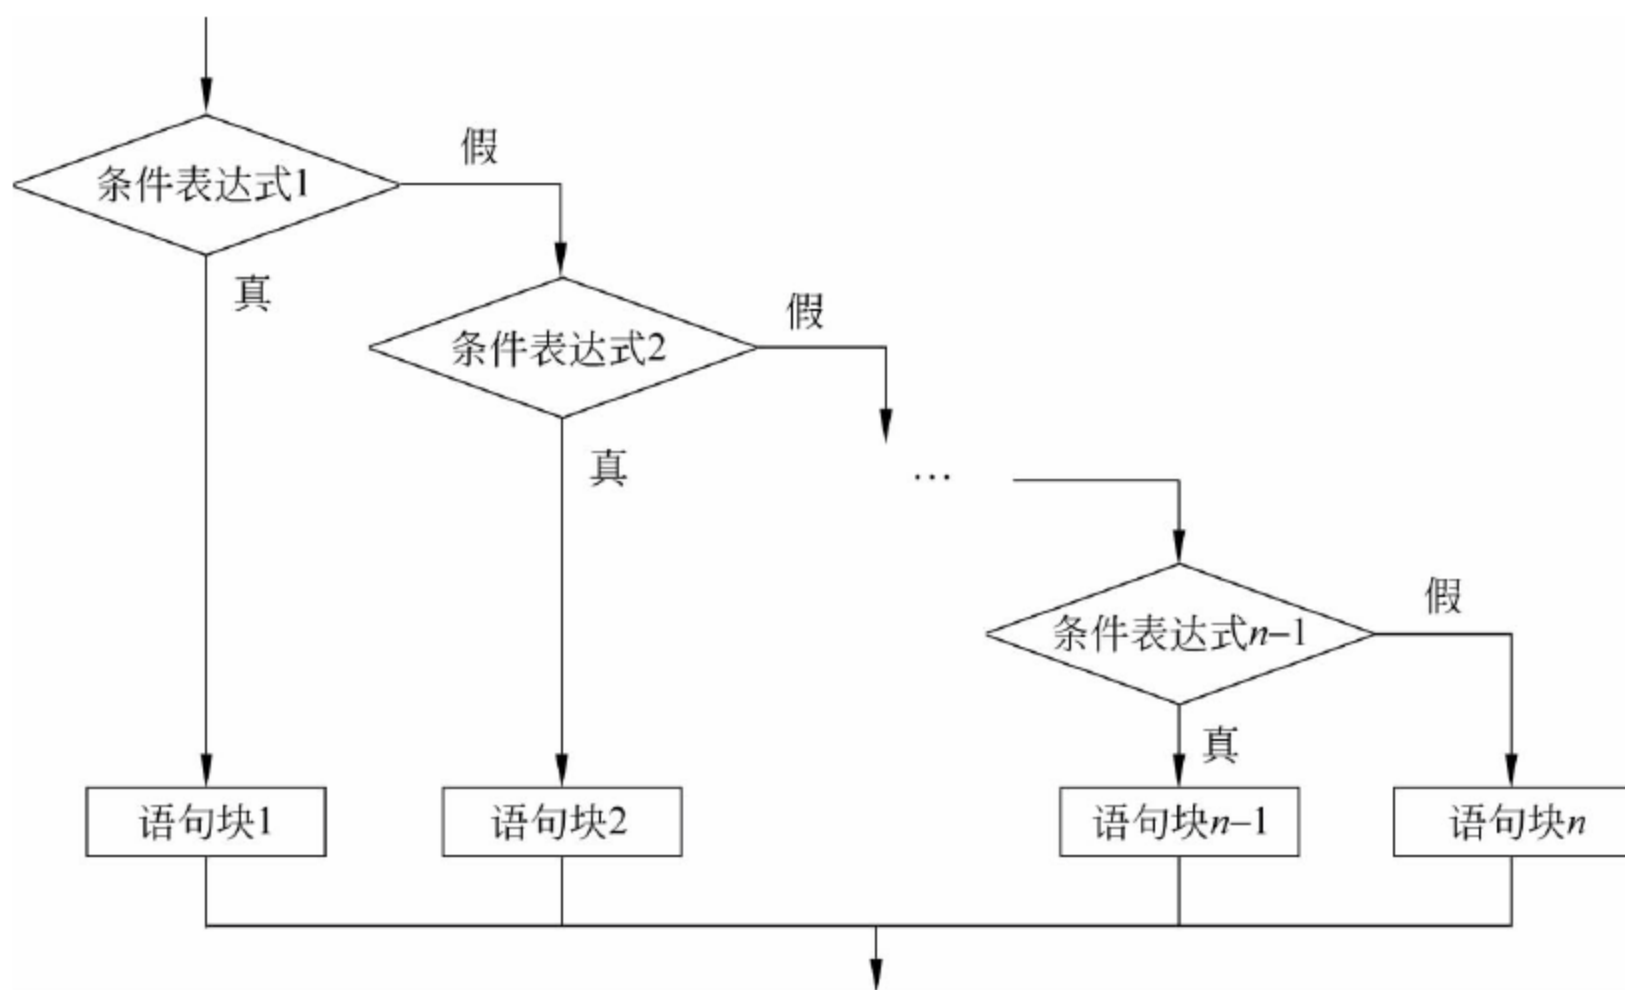 假
条件表达式1
真
假
条件表达式2
真
…
假
条件表达式n–1
真
语句块1
语句块2
语句块n–1
语句块n